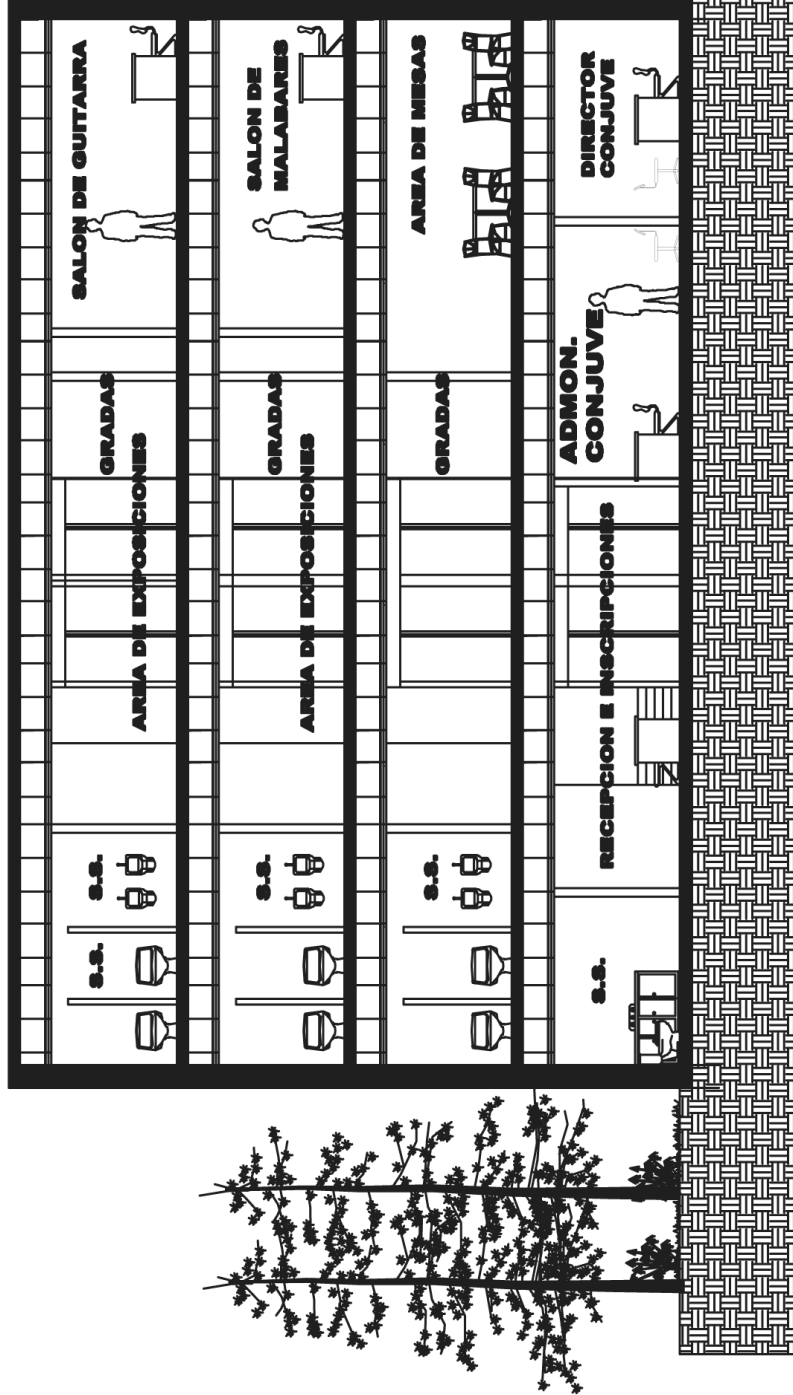 S.S.
S.S.
AREA DE EXPOSICIONES
GRADAS
SALON DE GUITARRA
S.S.
AREA DE EXPOSICIONES
GRADAS
SALON DE
MALABARES
S.S.
GRADAS
AREA DE MESAS
S.S.
RECEPCION E INSCRIPCIONES
ADMON.
CONJUVE
DIRECTOR
CONJUVE